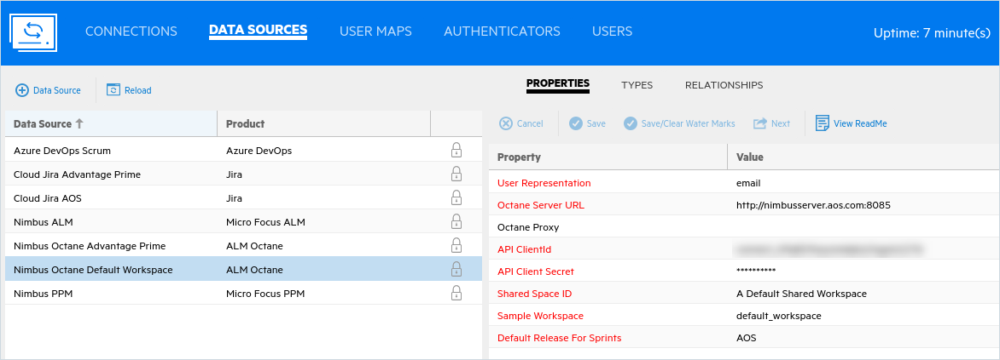 CONNECTIONS DATA SOURCES USER MAPS AUTHENTICATORS USERS Uptime: 7 minute(s)
Data Source Reload
Data Source Product
Azure DevOps Scrum Azure DevOps
Cloud Jira Advantage Prime Jira
Cloud Jira AOS Jira
Nimbus ALM Micro Focus ALM
Nimbus Octane Advantage Prime ALM Octane
Nimbus Octane Default Workspace ALM Octane
Nimbus PPM Micro Focus PPM
PROPERTIES TYPES RELATIONSHIPS
Cancel Save Save/Clear Water Marks Next View ReadMe
Property Value
User Representation email
Octane Server URL http://nimbusserver.aos.com:8085
Octane Proxy
API ClientId
API Client Secret **********
Shared Space ID A Default Shared Workspace
Sample Workspace default_workspace
Default Release For Sprints AOS